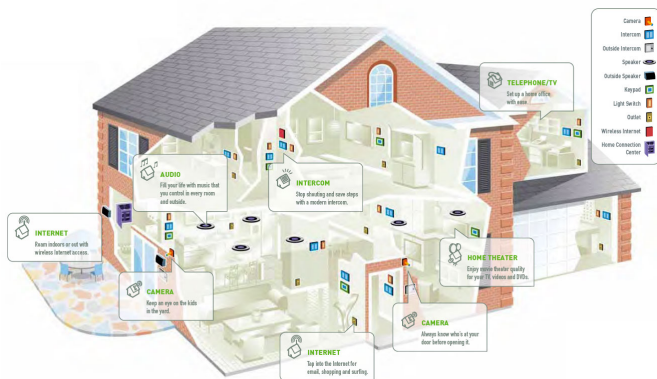 Camera
Intercom
Outside Intercom
Speaker
Outside Speaker
Keypad
Light Switch
Outlet
Wireless Internet
Home Connection
Center
TELEPHONE/TV
Set up a home office,
with ease.
AUDIO
Fill your life with music that
you control in every room
and outside.
INTERCOM
Stop shouting and save steps
with a modern intercom.
INTERNET
Roam indoors or out with
wireless Internet access.
HOME THEATER
Enjoy movie theater quality
for your TV, videos and DVDs.
CAMERA
Keep an eye on the kids
in the yard.
CAMERA
Always know who's at your
door before opening it.
INTERNET
Tap into the Internet for
email, shopping and surfing.